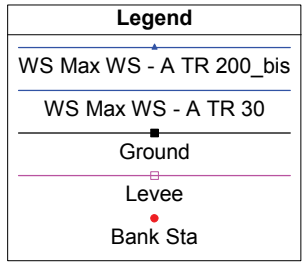 Legend
WS Max WS - A TR 200_bis
WS Max WS - A TR 30
Ground
Levee
Bank Sta